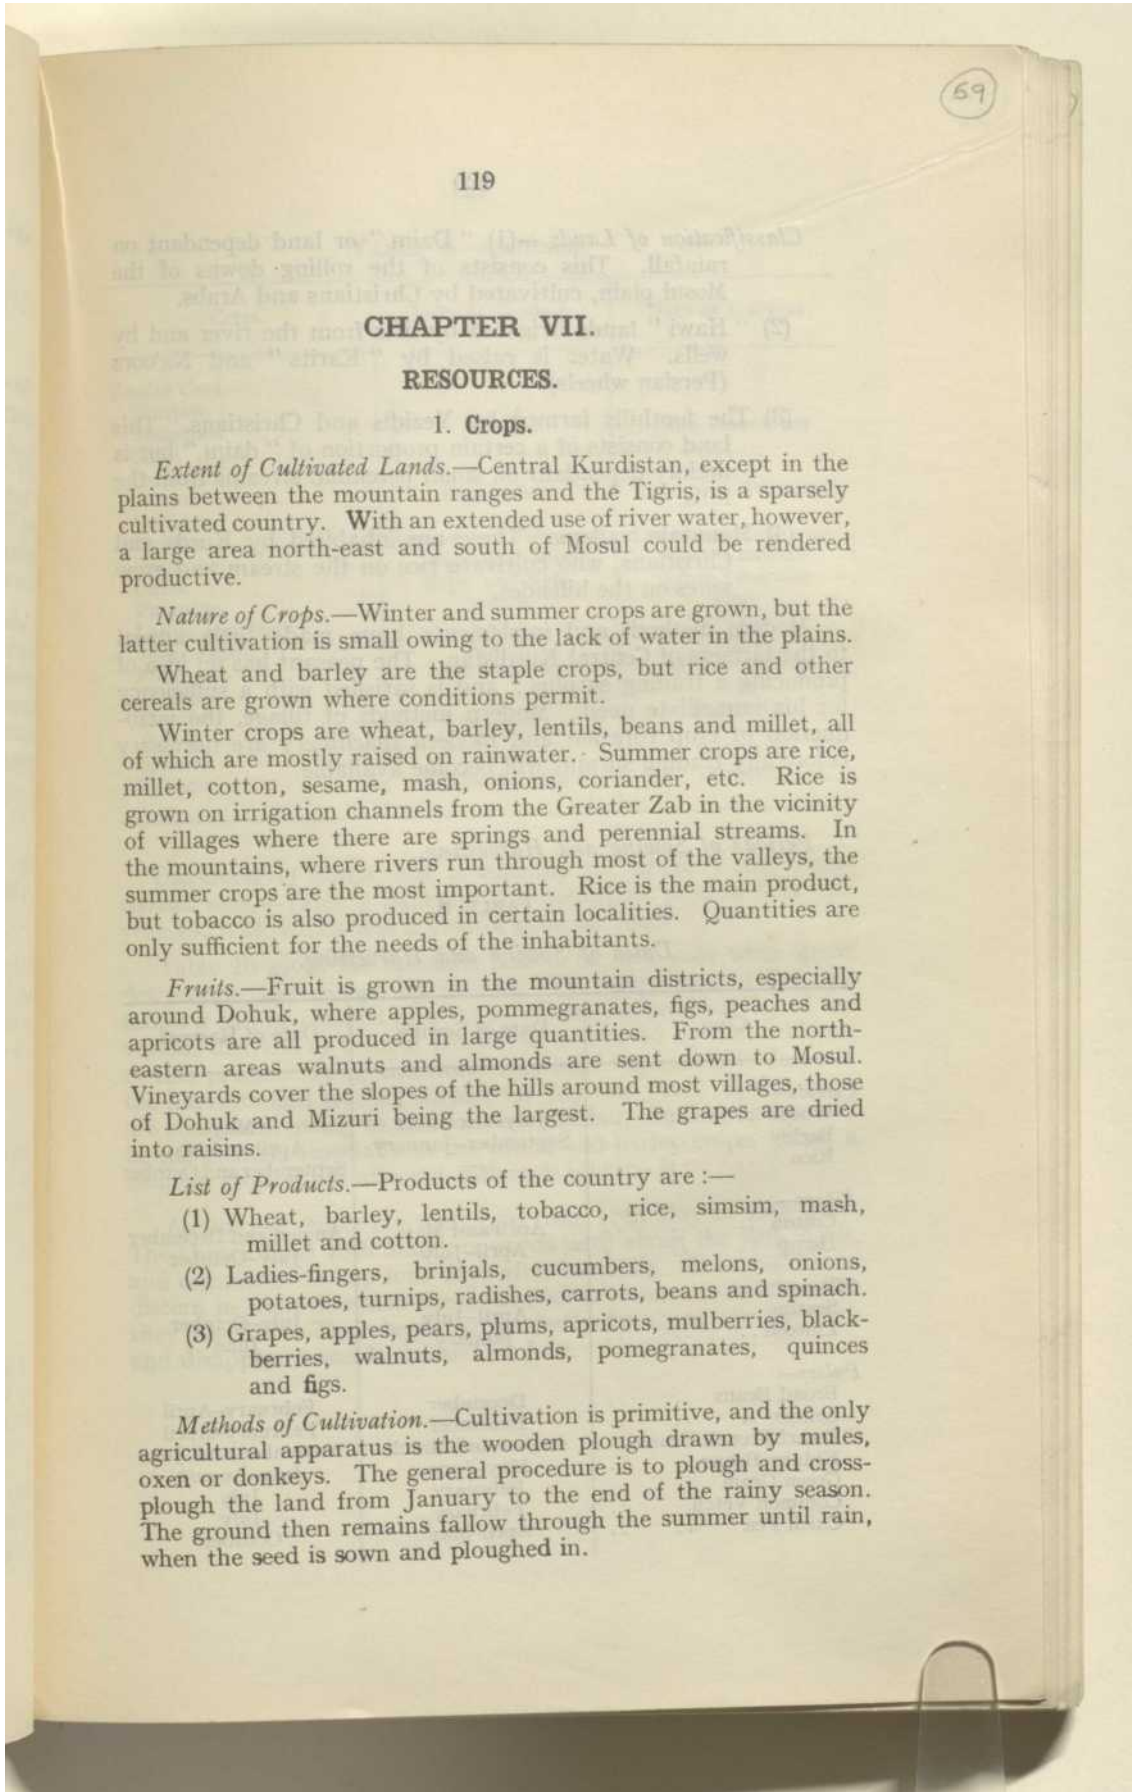 69
119
CHAPTER VII.
RESOURCES.
1. Crops.
Extent of Cultivated Lands.—Central Kurdistan, except in the
plains between the mountain ranges and the Tigris, is a sparsely
cultivated country. With an extended use of river water, however,
a large area north-east and south of Mosul could be rendered
productive.
Nature of Crops.—Winter and summer crops are grown, but the
latter cultivation is small owing to the lack of water in the plains.
Wheat and barley are the staple crops, but rice and other
cereals are grown where conditions permit.
Winter crops are wheat, barley, lentils, beans and millet, all
of which are mostly raised on rainwater. Summer crops are rice,
millet, cotton, sesame, mash, onions, coriander, etc. Rice is
grown on irrigation channels from the Greater Zab in the vicinity
of villages where there are springs and perennial streams. In
the mountains, where rivers run through most of the valleys, the
summer crops are the most important. Rice is the main product,
but tobacco is also produced in certain localities. Quantities are
only sufficient for the needs of the inhabitants.
Fruits.—Fruit is grown in the mountain districts, especially
around Dohuk, where apples, pommegranates, figs, peaches and
apricots are all produced in large quantities. From the north-
eastern areas walnuts and almonds are sent down to Mosul.
Vineyards cover the slopes of the hills around most villages, those
of Dohuk and Mizuri being the largest. The grapes are dried
into raisins.
List of Products.—Products of the country are :—
(1) Wheat, barley, lentils, tobacco, rice, simsim, mash,
millet and cotton.
(2) Ladies-fingers, brinjals, cucumbers, melons, onions,
potatoes, turnips, radishes, carrots, beans and spinach.
(3) Grapes, apples, pears, plums, apricots, mulberries, black-
berries, walnuts, almonds, pomegranates, quinces
and figs.
Methods of Cultivation.—Cultivation is primitive, and the only
agricultural apparatus is the wooden plough drawn by mules,
oxen or donkeys. The general procedure is to plough and cross-
plough the land from January to the end of the rainy season.
The ground then remains fallow through the summer until rain,
when the seed is sown and ploughed in.